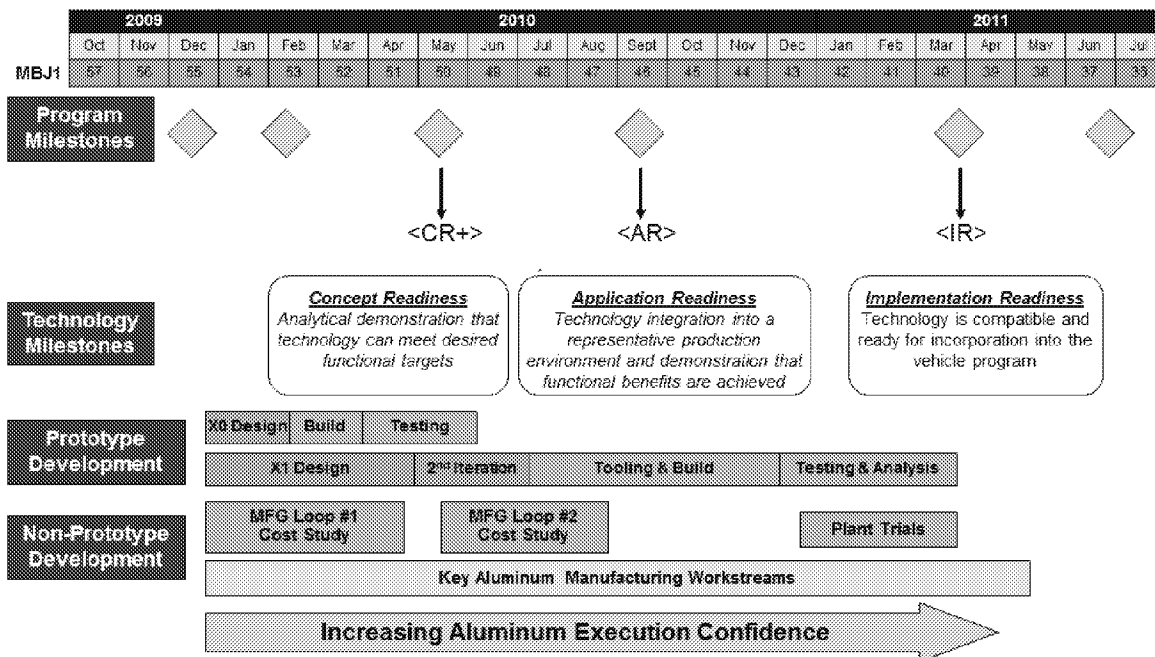 2009 2010 2011
Oct Nov Dec Jan Feb Mar Apr May Jun Jul Aug Sept Oct Nov Dec Jan Feb Mar Apr May Jun Jul
MBJ1 57 56 55 54 53 52 51 50 49 48 47 46 45 44 43 42 41 40 39 38 37 36
Program
Milestones
<CR+> <AR> <IR>
Technology
Milestones
Concept Readiness
Analytical demonstration that
technology can meet desired
functional targets
Application Readiness
Technology integration into a
representative production
environment and demonstration that
functional benefits are achieved
Implementation Readiness
Technology is compatible and
ready for incorporation into the
vehicle program
Prototype
Development
X0 Design Build Testing
X1 Design 2nd Iteration Tooling & Build Testing & Analysis
Non-Prototype
Development
MFG Loop #1
Cost Study
MFG Loop #2
Cost Study
Plant Trials
Key Aluminum Manufacturing Workstreams
Increasing Aluminum Execution Confidence